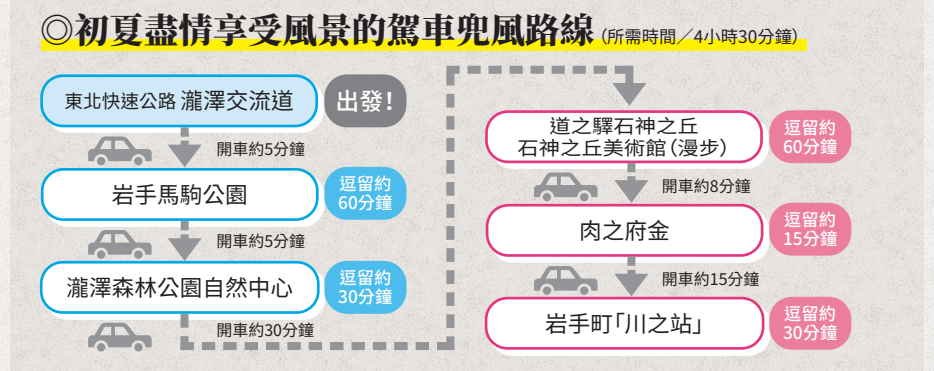 ◎初夏盡情享受風景的駕車兜風路線(所需時間／4小時30分鐘)
東北快速公路 瀧澤交流道
出發！
開車約5分鐘
岩手馬駒公園
逗留約
60分鐘
開車約5分鐘
瀧澤森林公園自然中心
逗留約
30分鐘
開車約30分鐘
道之驛石神之丘
石神之丘美術館（漫步）
逗留約
60分鐘
開車約8分鐘
肉之府金
逗留約
15分鐘
開車約15分鐘
岩手町「川之站」
逗留約
30分鐘